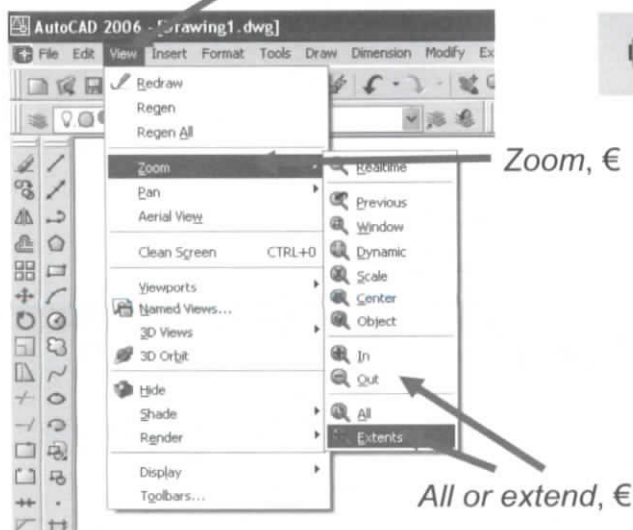 AutoCAD 2006 - [Drawing1.dwg]
File Edit View Insert Format Tools Draw Dimension Modify Ex
Redraw
Regen
Regen All
Zoom
Pan
Aerial View
Clean Screen CTRL+0
Viewports
Named Views...
3D Views
3D Orbit
Hide
Shade
Render
Display
Toolbars...
Realtime
Previous
Window
Dynamic
Scale
Center
Object
In
Out
All
Extents
Zoom, €
All or extend, €